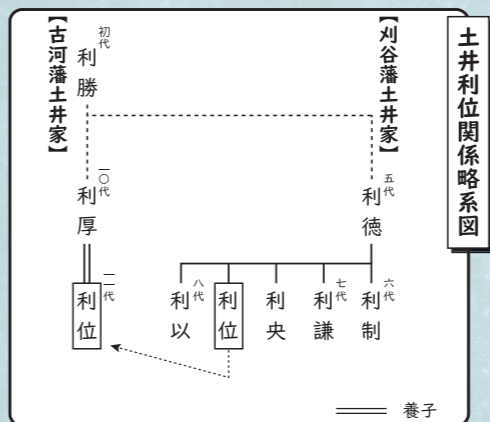 土井利位関係略系図
【刈谷藩土井家】
五代
利徳
六代
利制
七代
利謙
利央
利位
八代
利以
【古河藩土井家】
初代
利勝
一〇代
利厚
一一代
利位
養子